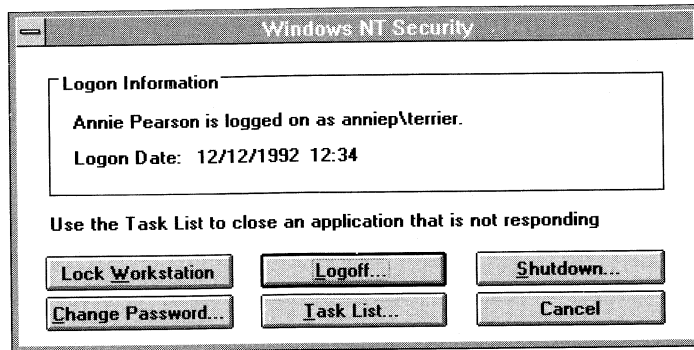 Windows NT Security
Logon Information
Annie Pearson is logged on as anniep\terrier.
Logon Date: 12/12/1992 12:34
Use the Task List to close an application that is not responding
Lock Workstation
Logoff...
Shutdown...
Change Password...
Task List...
Cancel